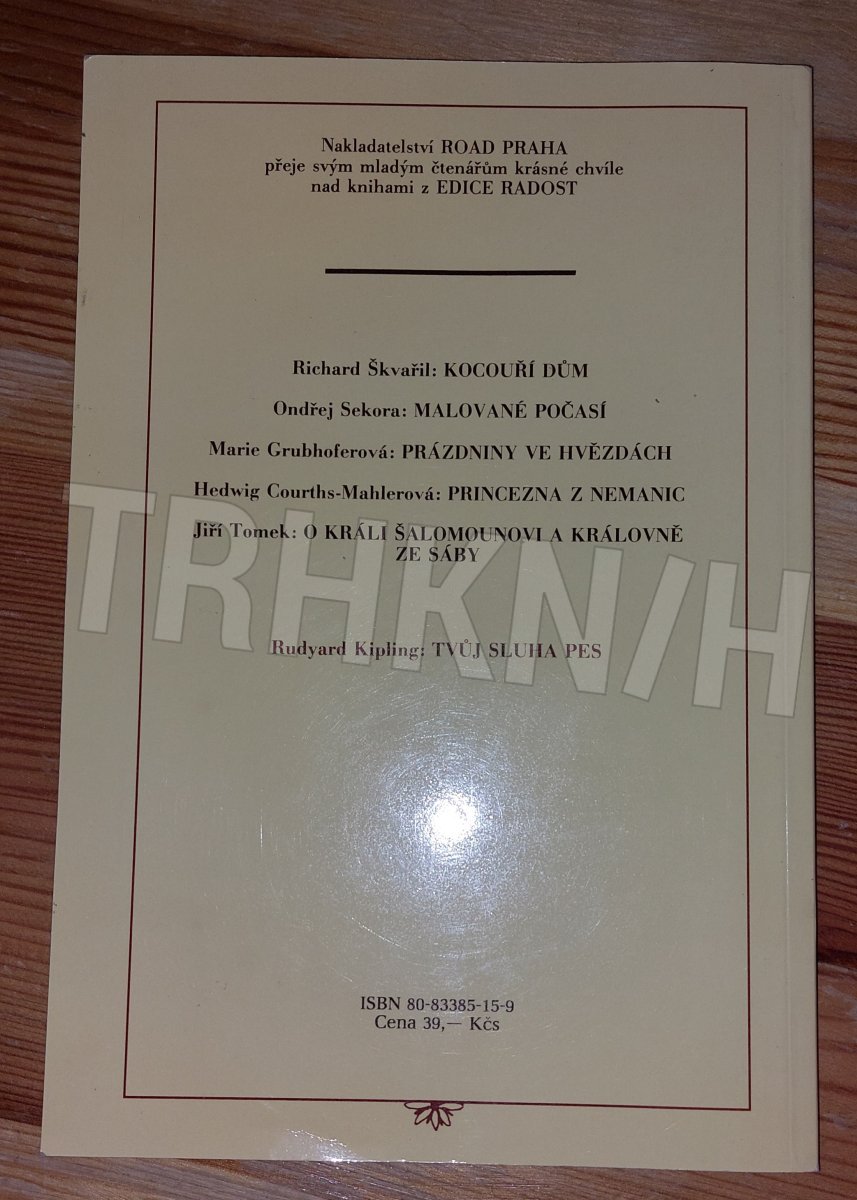 Nakladatelství ROAD PRAHA
přeje svým mladým čtenářům krásné chvíle
nad knihami z EDICE RADOST
Richard Škvařil: KOCOUŘÍ DŮM
Ondřej Sekora: MALOVANÉ POČASÍ
Marie Grubhoferová: PRÁZDNINY VE HVĚZDÁCH
Hedwig Courths-Mahlerová: PRINCEZNA Z NEMANIC
Jiří Tomek: O KRÁLI ŠALOMOUNOVI A KRÁLOVNĚ
ZE SÁBY
TRHKN/H
Rudyard Kipling: TVŮJ SLUHA PES
ISBN 80-83385-15-9
Cena 39,— Kčs